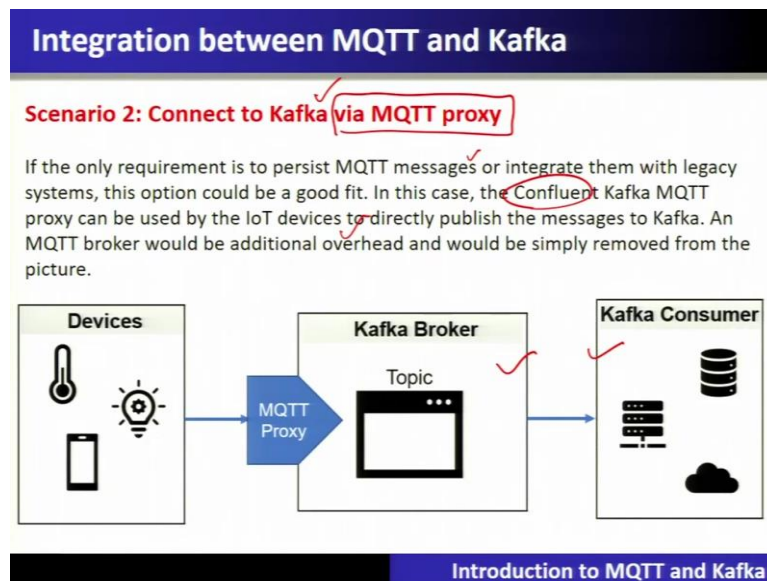 Integration between MQTT and Kafka
Scenario 2: Connect to Kafka via MQTT proxy
If the only requirement is to persist MQTT messages or integrate them with legacy
systems, this option could be a good fit. In this case, the Confluent Kafka MQTT
proxy can be used by the IoT devices to directly publish the messages to Kafka. An
MQTT broker would be additional overhead and would be simply removed from the
picture.
Devices
MQTT
Proxy
Kafka Broker
Topic
Kafka Consumer
Introduction to MQTT and Kafka